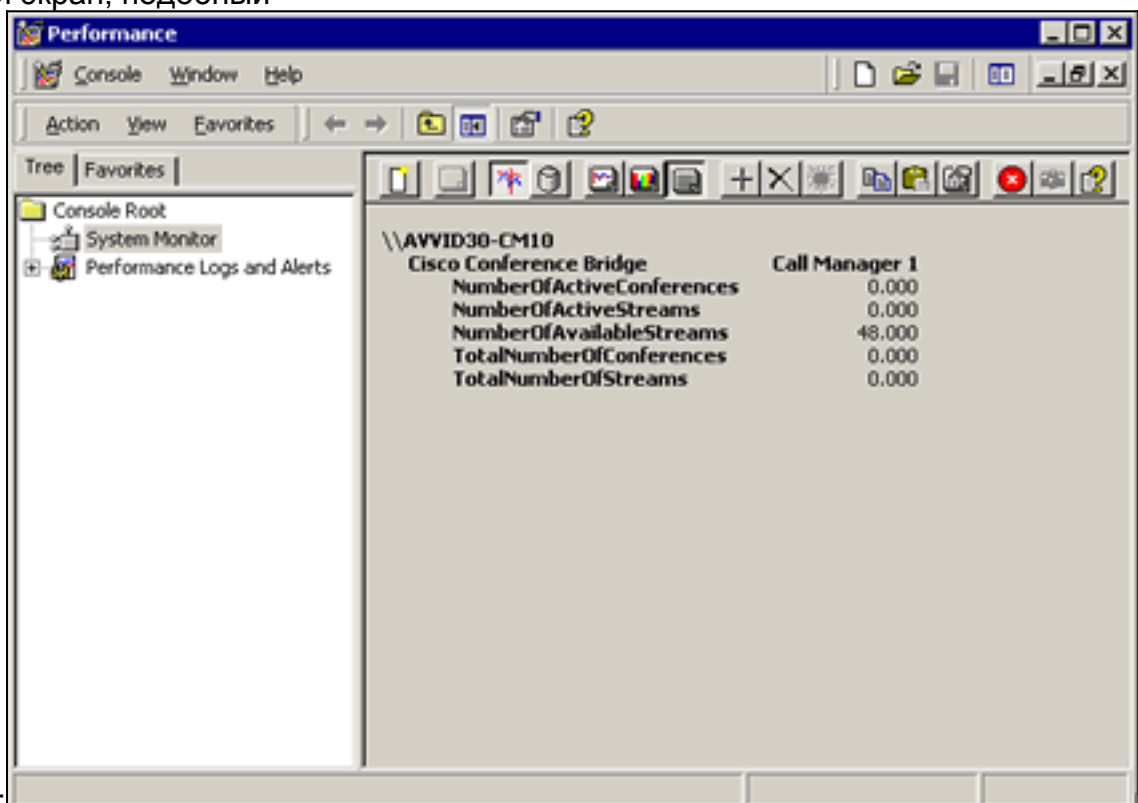 экран, подобный
Performance
Console Window Help
Action View Favorites
Tree Favorites
Console Root
System Monitor
Performance Logs and Alerts
\\AVVID30-CM10
Cisco Conference Bridge Call Manager 1
NumberOfActiveConferences 0.000
NumberOfActiveStreams 0.000
NumberOfAvailableStreams 48.000
TotalNumberOfConferences 0.000
TotalNumberOfStreams 0.000